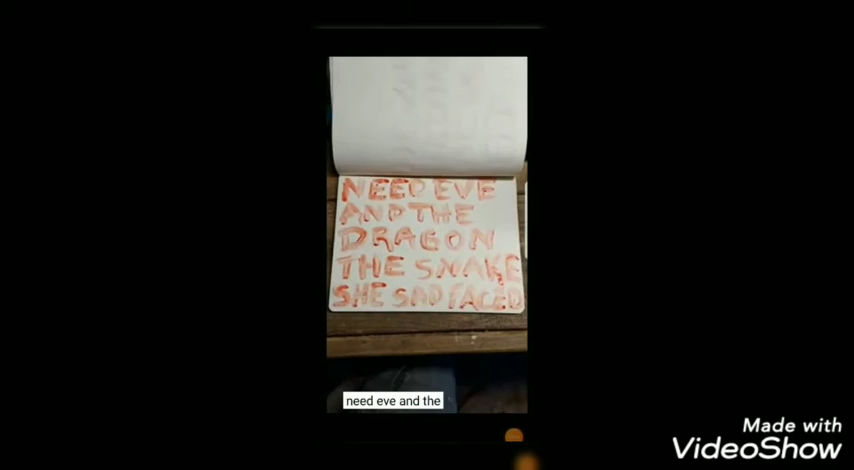 NEED EVE
AND THE
DRAGON
THE SNAKE
SHE SAD FACED
need eve and the
Made with
VideoShow